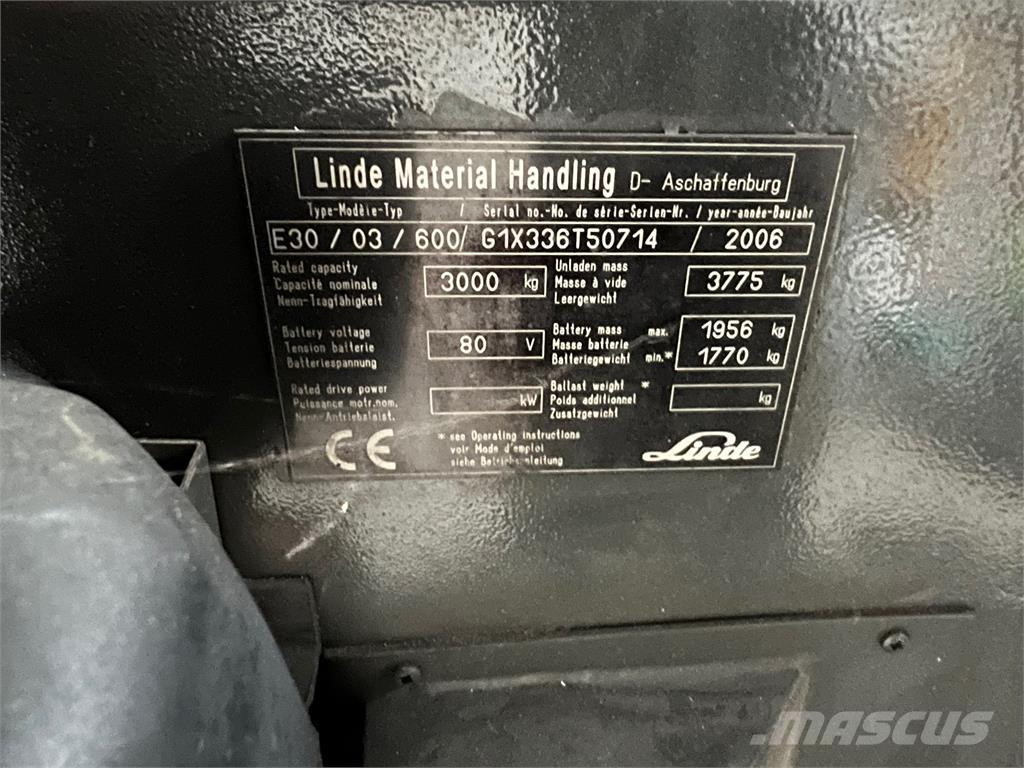 Linde Material Handling D- Aschaffenburg
Type-Modèle-Typ / Serial no.-No. de série-Serien-Nr. / year-année-Baujahr
E30 / 03 / 600/ G1X336T50714 / 2006
Rated capacity
Capacité nominale
Nenn-Tragfähigkeit
3000 kg
Unladen mass
Masse à vide
Leergewicht
3775 kg
Battery voltage
Tension batterie
Batteriespannung
80 V
Battery mass max. 1956 kg
Masse batterie
Batteriegewicht min.* 1770 kg
Rated drive power
Puissance motr.nom.
Nenn-Antriebsleist.
kW
Ballast weight *
Poids additionnel
Zusatzgewicht
kg
CE
* see Operating instructions
voir Mode d'emploi
siehe Betriebsanleitung
Linde
MASCUS